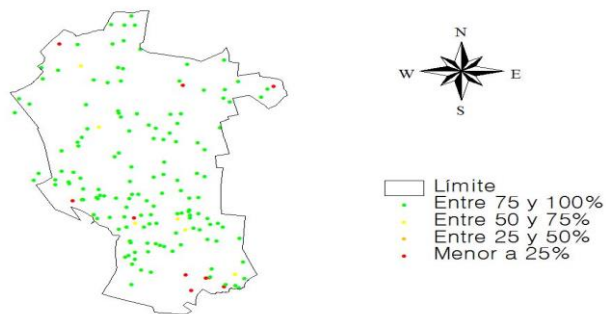 N
W E
S
Límite
Entre 75 y 100%
Entre 50 y 75%
Entre 25 y 50%
Menor a 25%